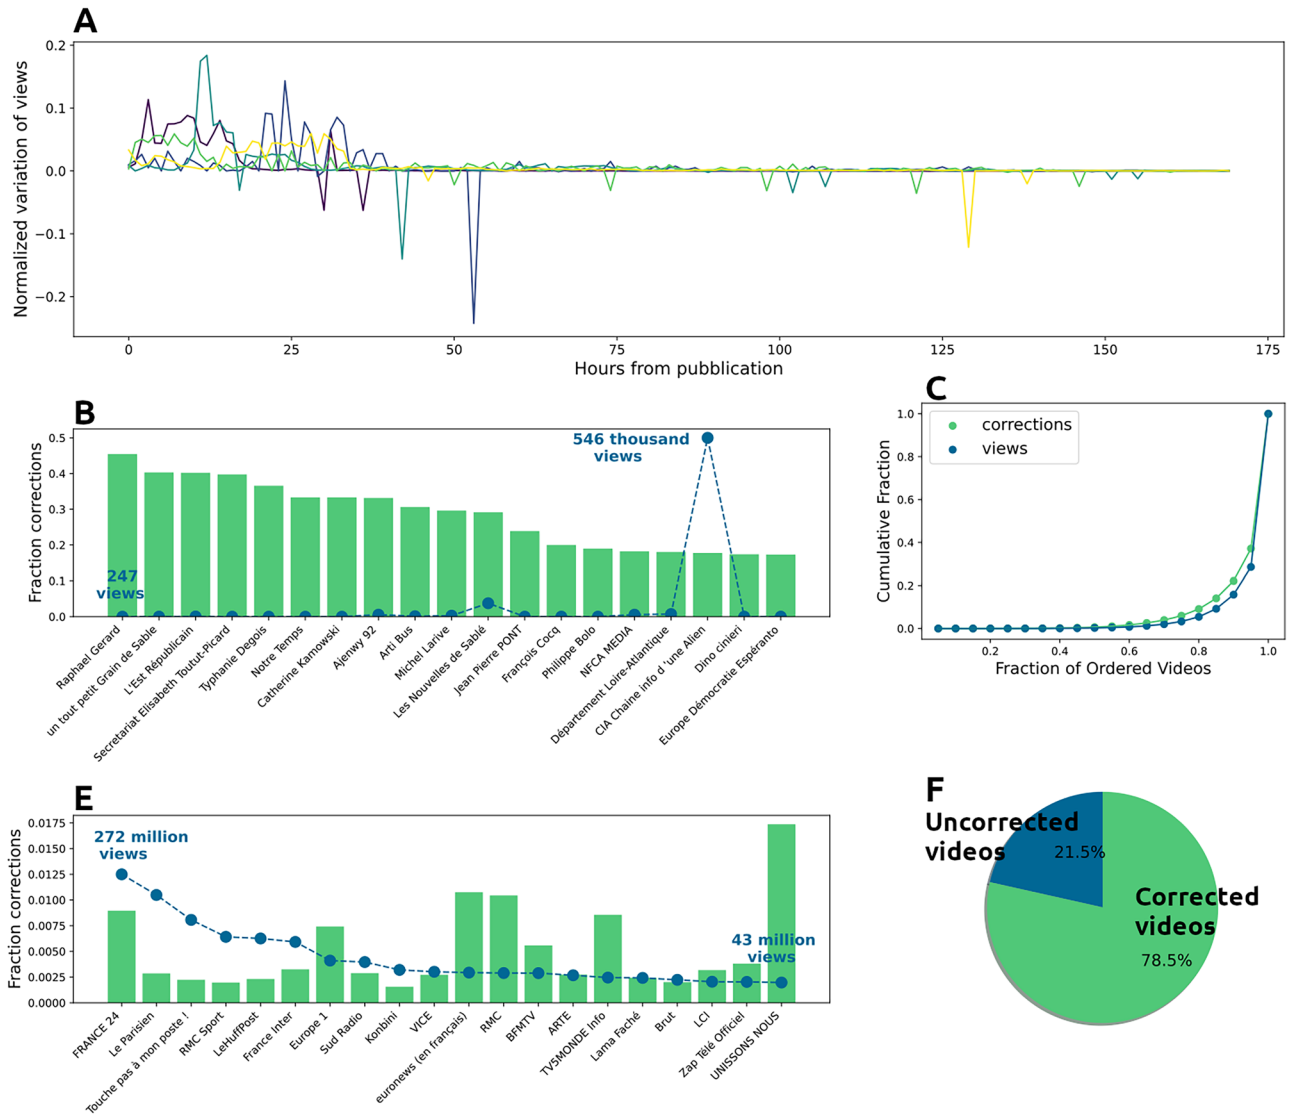 A
Normalized variation of views
0.2
0.1
0.0
−0.1
−0.2
0
25
50
75
100
125
150
175
Hours from pubblication
B
Fraction corrections
0.5
0.4
0.3
0.2
0.1
0.0
247
views
546 thousand
views
Raphael Gerard
un tout petit Grain de Sable
L'Est Républicain
Secretariat Elisabeth Toutut-Picard
Typhanie Degois
Notre Temps
Catherine Kamowski
Ajenwy 92
Arti Bus
Michel Larive
Les Nouvelles de Sablé
Jean Pierre PONT
François Cocq
Philippe Bolo
NFCA MEDIA
Département Loire-Atlantique
CIA Chaine info d 'une Alien
Dino cinieri
Europe Démocratie Espéranto
C
Cumulative Fraction
1.0
0.8
0.6
0.4
0.2
0.0
corrections
views
0.2
0.4
0.6
0.8
1.0
Fraction of Ordered Videos
E
Fraction corrections
0.0175
0.0150
0.0125
0.0100
0.0075
0.0050
0.0025
0.0000
272 million
views
43 million
views
FRANCE 24
Le Parisien
Touche pas à mon poste !
RMC Sport
LeHuffPost
France Inter
Europe 1
Sud Radio
Konbini
VICE
euronews (en français)
RMC
BFMTV
ARTE
TV5MONDE Info
Lama Faché
Brut
LCI
Zap Télé Officiel
UNISSONS NOUS
F
Uncorrected
videos
21.5%
Corrected
videos
78.5%